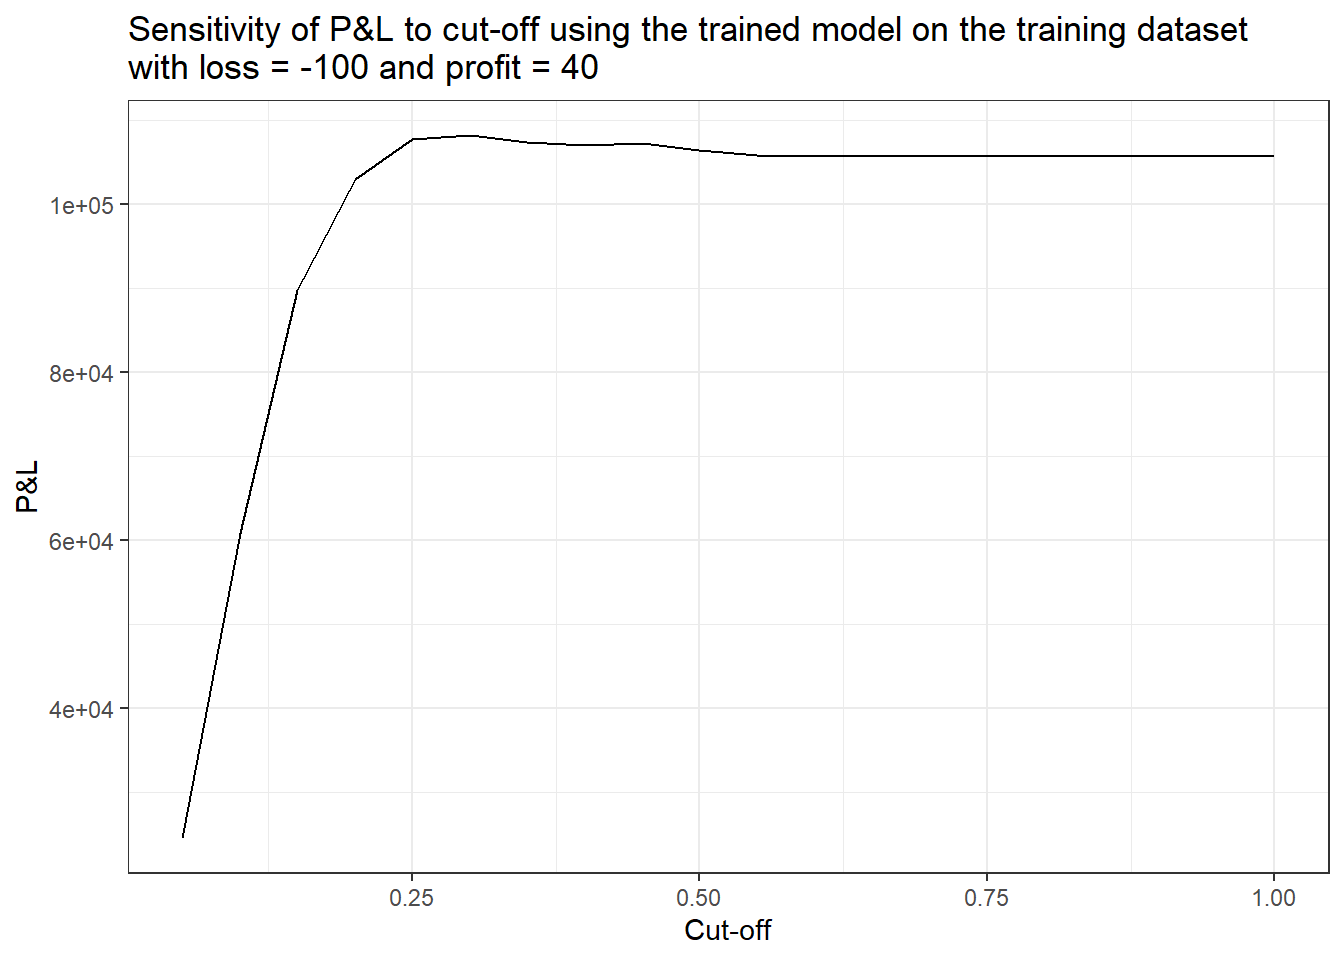 Sensitivity of P&L to cut-off using the trained model on the training dataset
with loss = -100 and profit = 40
1e+05
8e+04
6e+04
4e+04
P&L
0.25
0.50
0.75
1.00
Cut-off